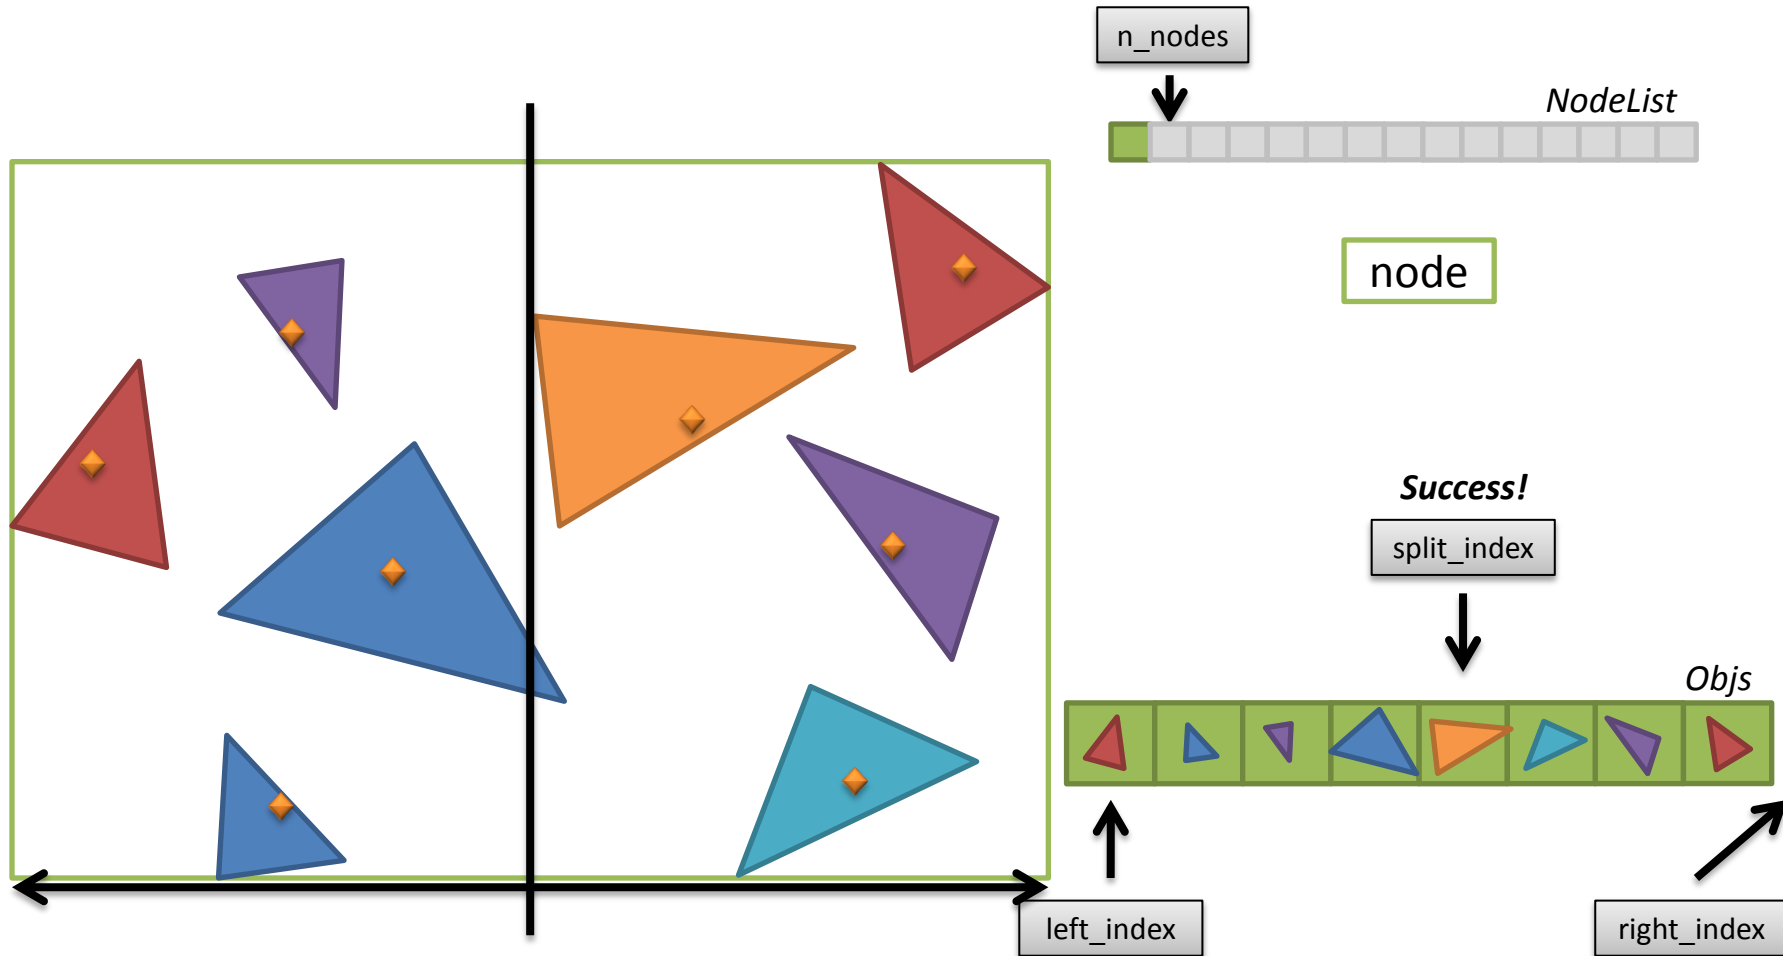 n_nodes
NodeList
node
Success!
split_index
Objs
left_index
right_index